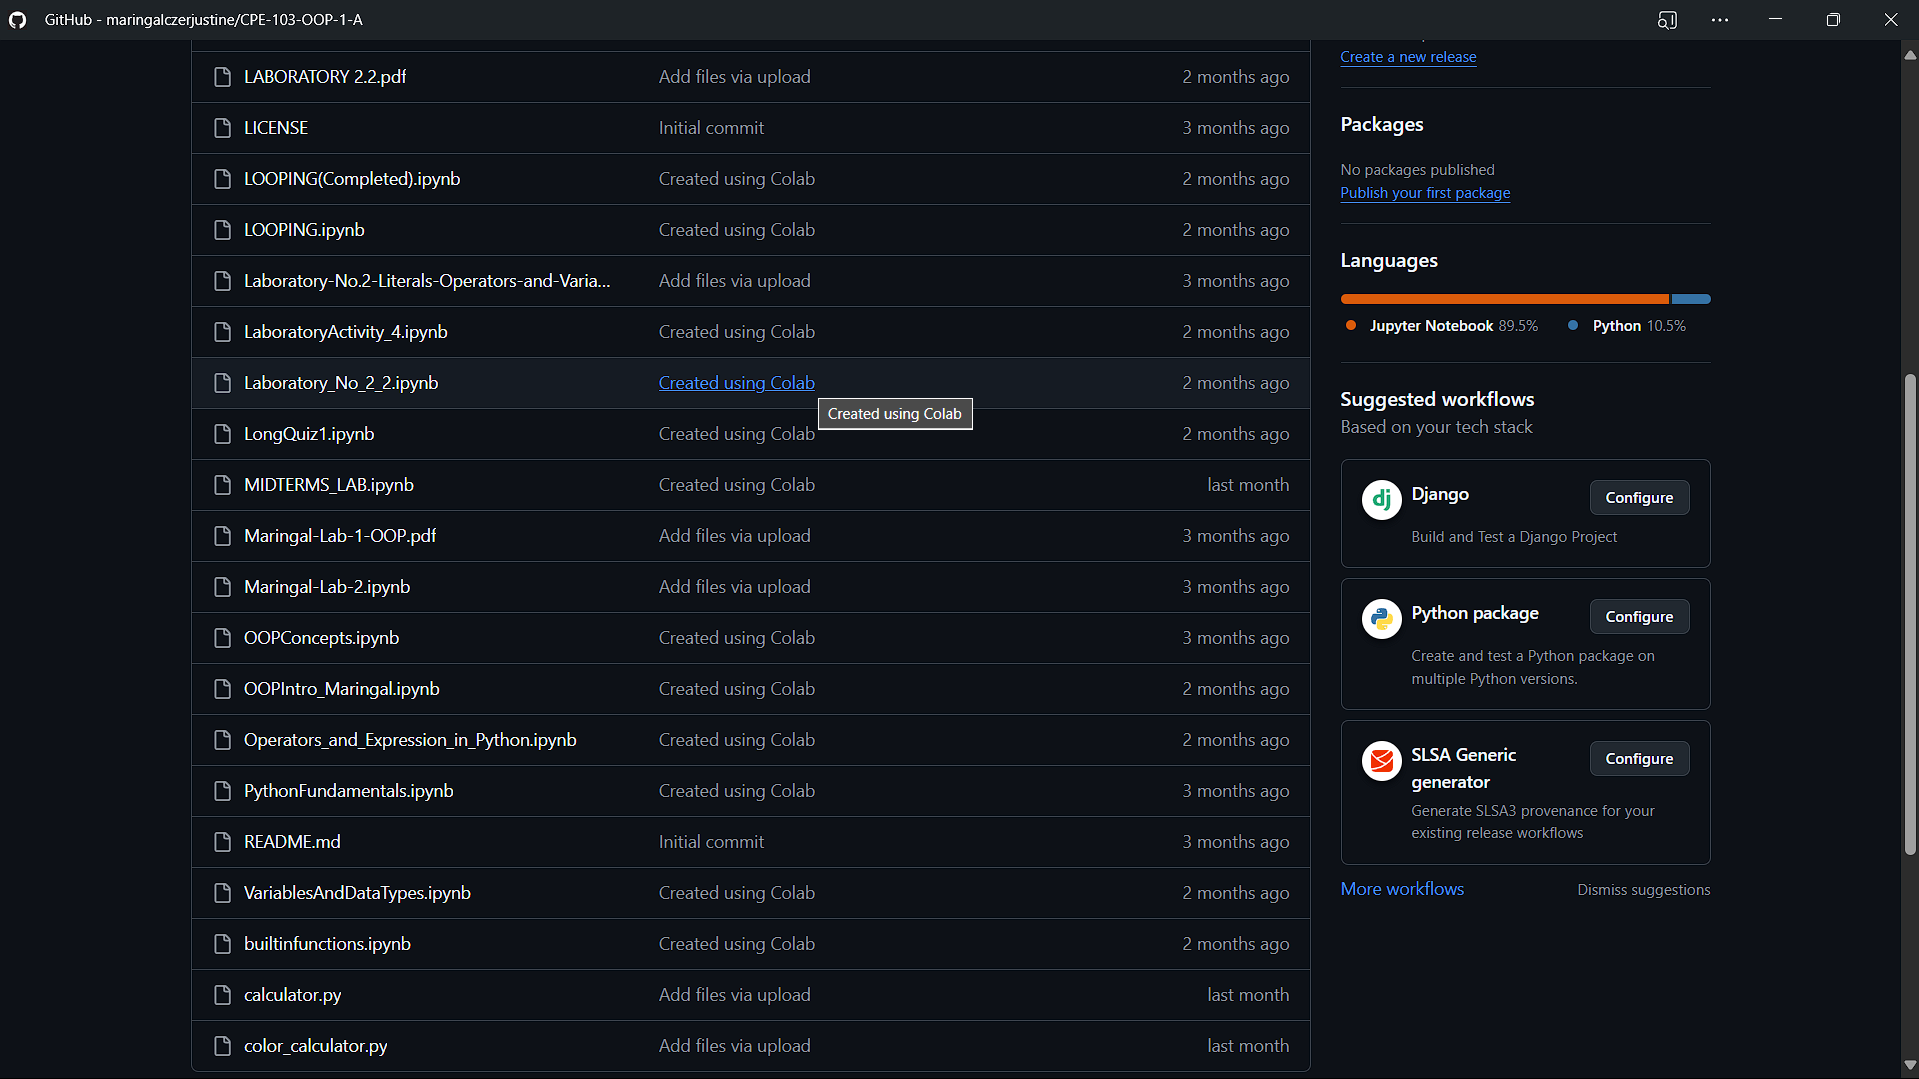 GitHub - maringalczerjustine/CPE-103-OOP-1-A
LABORATORY 2.2.pdf Add files via upload 2 months ago
LICENSE Initial commit 3 months ago
LOOPING(Completed).ipynb Created using Colab 2 months ago
LOOPING.ipynb Created using Colab 2 months ago
Laboratory-No.2-Literals-Operators-and-Varia... Add files via upload 3 months ago
LaboratoryActivity_4.ipynb Created using Colab 2 months ago
Laboratory_No_2_2.ipynb Created using Colab 2 months ago
Created using Colab
LongQuiz1.ipynb Created using Colab 2 months ago
MIDTERMS_LAB.ipynb Created using Colab last month
Maringal-Lab-1-OOP.pdf Add files via upload 3 months ago
Maringal-Lab-2.ipynb Add files via upload 3 months ago
OOPConcepts.ipynb Created using Colab 3 months ago
OOPIntro_Maringal.ipynb Created using Colab 2 months ago
Operators_and_Expression_in_Python.ipynb Created using Colab 2 months ago
PythonFundamentals.ipynb Created using Colab 3 months ago
README.md Initial commit 3 months ago
VariablesAndDataTypes.ipynb Created using Colab 2 months ago
builtinfunctions.ipynb Created using Colab 2 months ago
calculator.py Add files via upload last month
color_calculator.py Add files via upload last month
Create a new release
Packages
No packages published
Publish your first package
Languages
Jupyter Notebook 89.5% Python 10.5%
Suggested workflows
Based on your tech stack
dj Django Configure
Build and Test a Django Project
Python package Configure
Create and test a Python package on
multiple Python versions.
SLSA Generic
generator Configure
Generate SLSA3 provenance for your
existing release workflows
More workflows Dismiss suggestions